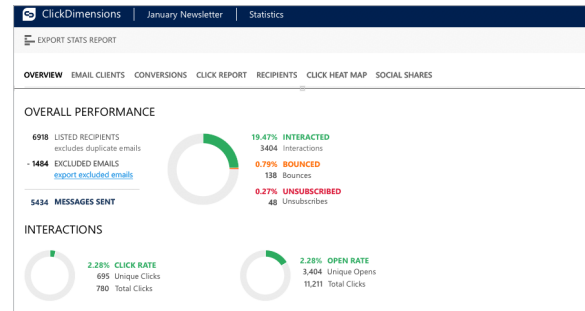 ClickDimensions
January Newsletter
Statistics
EXPORT STATS REPORT
OVERVIEW EMAIL CLIENTS CONVERSIONS CLICK REPORT RECIPIENTS CLICK HEAT MAP SOCIAL SHARES
OVERALL PERFORMANCE
6918 LISTED RECIPIENTS
excludes duplicate emails
- 1484 EXCLUDED EMAILS
export excluded emails
5434 MESSAGES SENT
19.47% INTERACTED
3404 Interactions
0.79% BOUNCED
138 Bounces
0.27% UNSUBSCRIBED
48 Unsubscribes
INTERACTIONS
2.28% CLICK RATE
695 Unique Clicks
780 Total Clicks
2.28% OPEN RATE
3,404 Unique Opens
11,211 Total Clicks